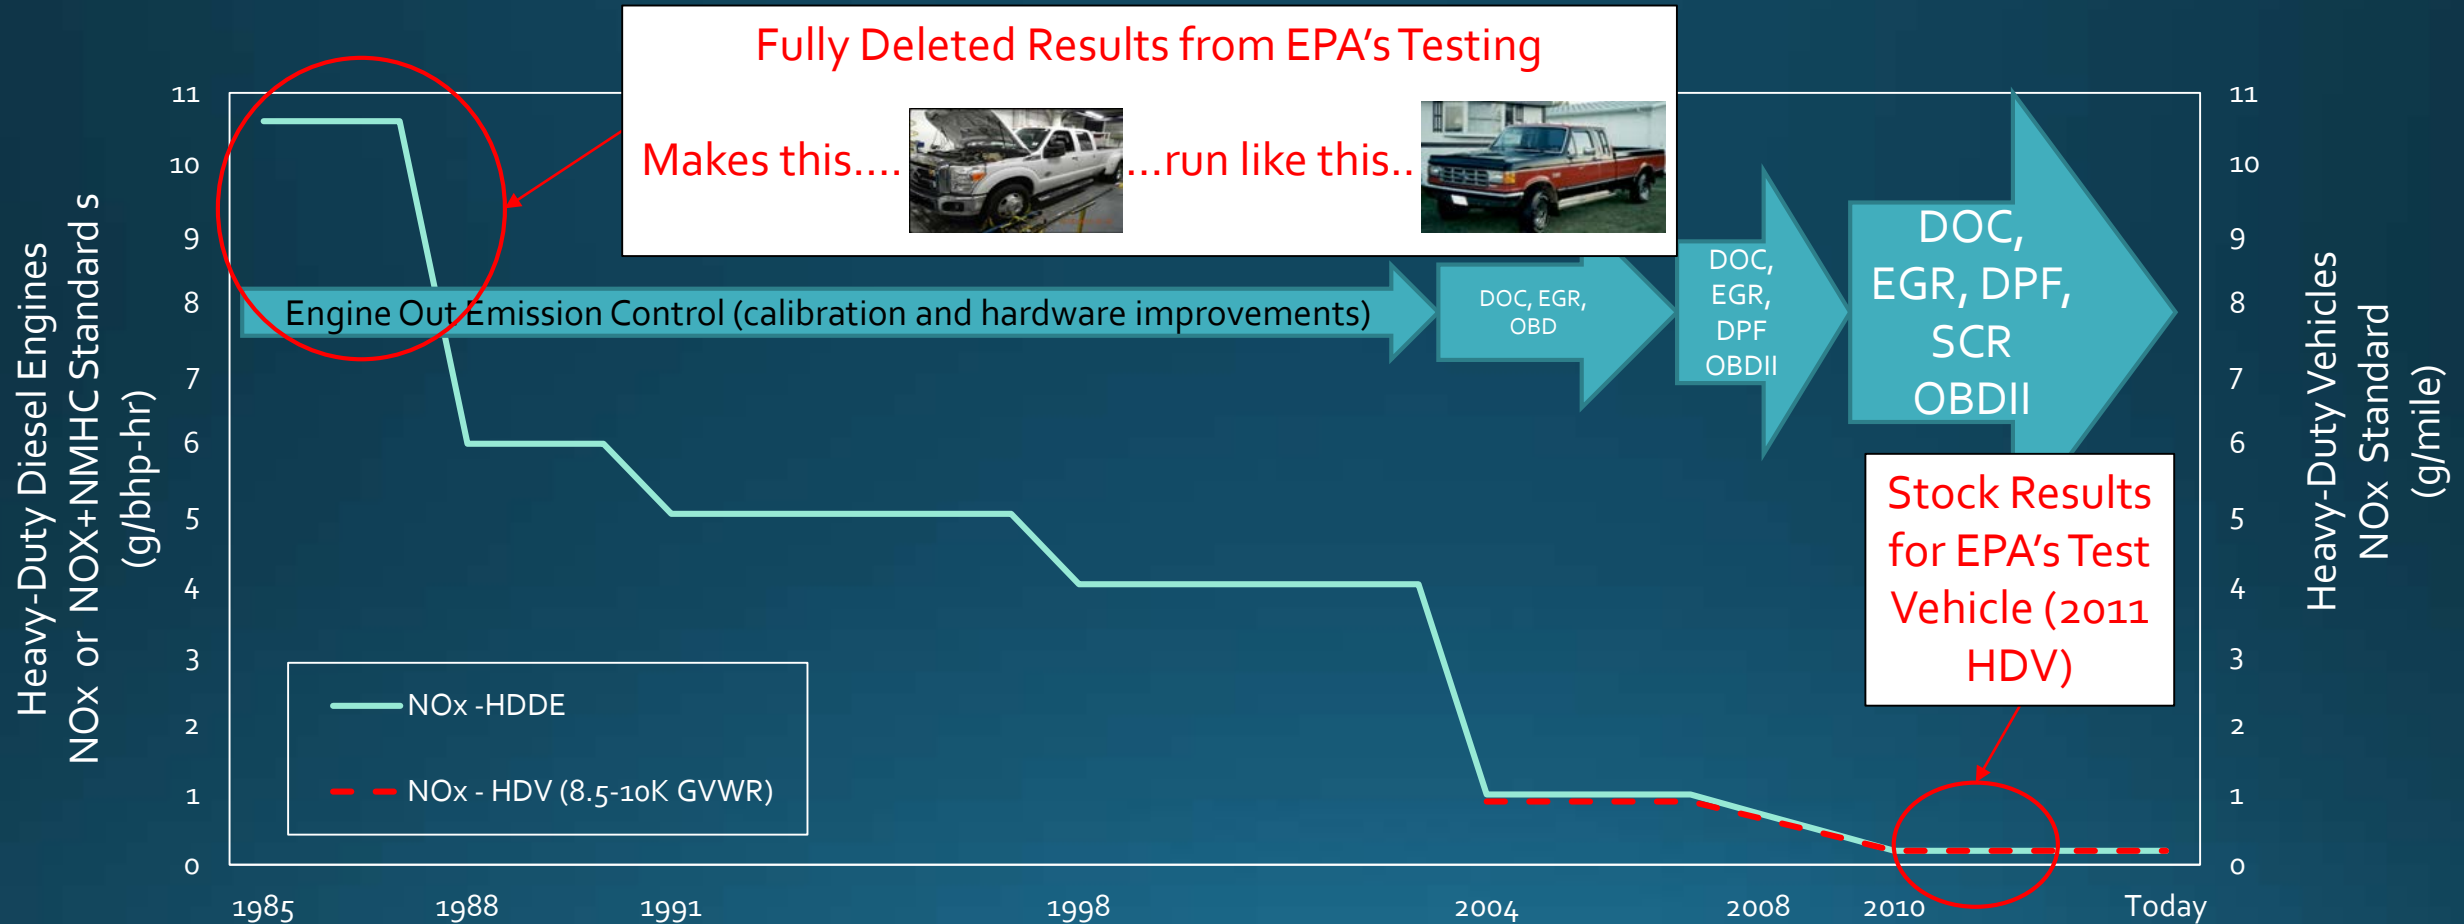 Fully Deleted Results from EPA's Testing
Makes this.... ...run like this..
Heavy-Duty Diesel Engines
NOx or NOX+NMHC Standard s
(g/bhp-hr)
11
10
9
8
7
6
5
4
3
2
1
0
Engine Out Emission Control (calibration and hardware improvements)
DOC, EGR,
OBD
DOC,
EGR,
DPF
OBDII
DOC,
EGR, DPF,
SCR
OBDII
Stock Results
for EPA's Test
Vehicle (2011
HDV)
NOx -HDDE
NOx - HDV (8.5-10K GVWR)
11
10
9
8
7
6
5
4
3
2
1
0
Heavy-Duty Vehicles
NOx Standard
(g/mile)
1985
1988
1991
1998
2004
2008
2010
Today